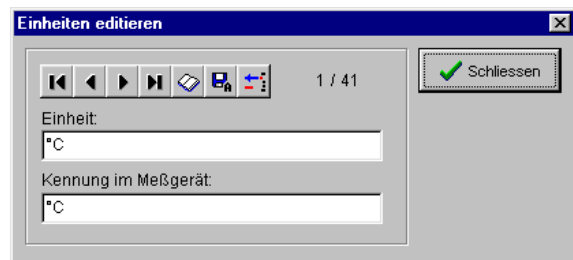 Einheiten editieren
1 / 41
Schliessen
Einheit:
°C
Kennung im Meßgerät:
°C